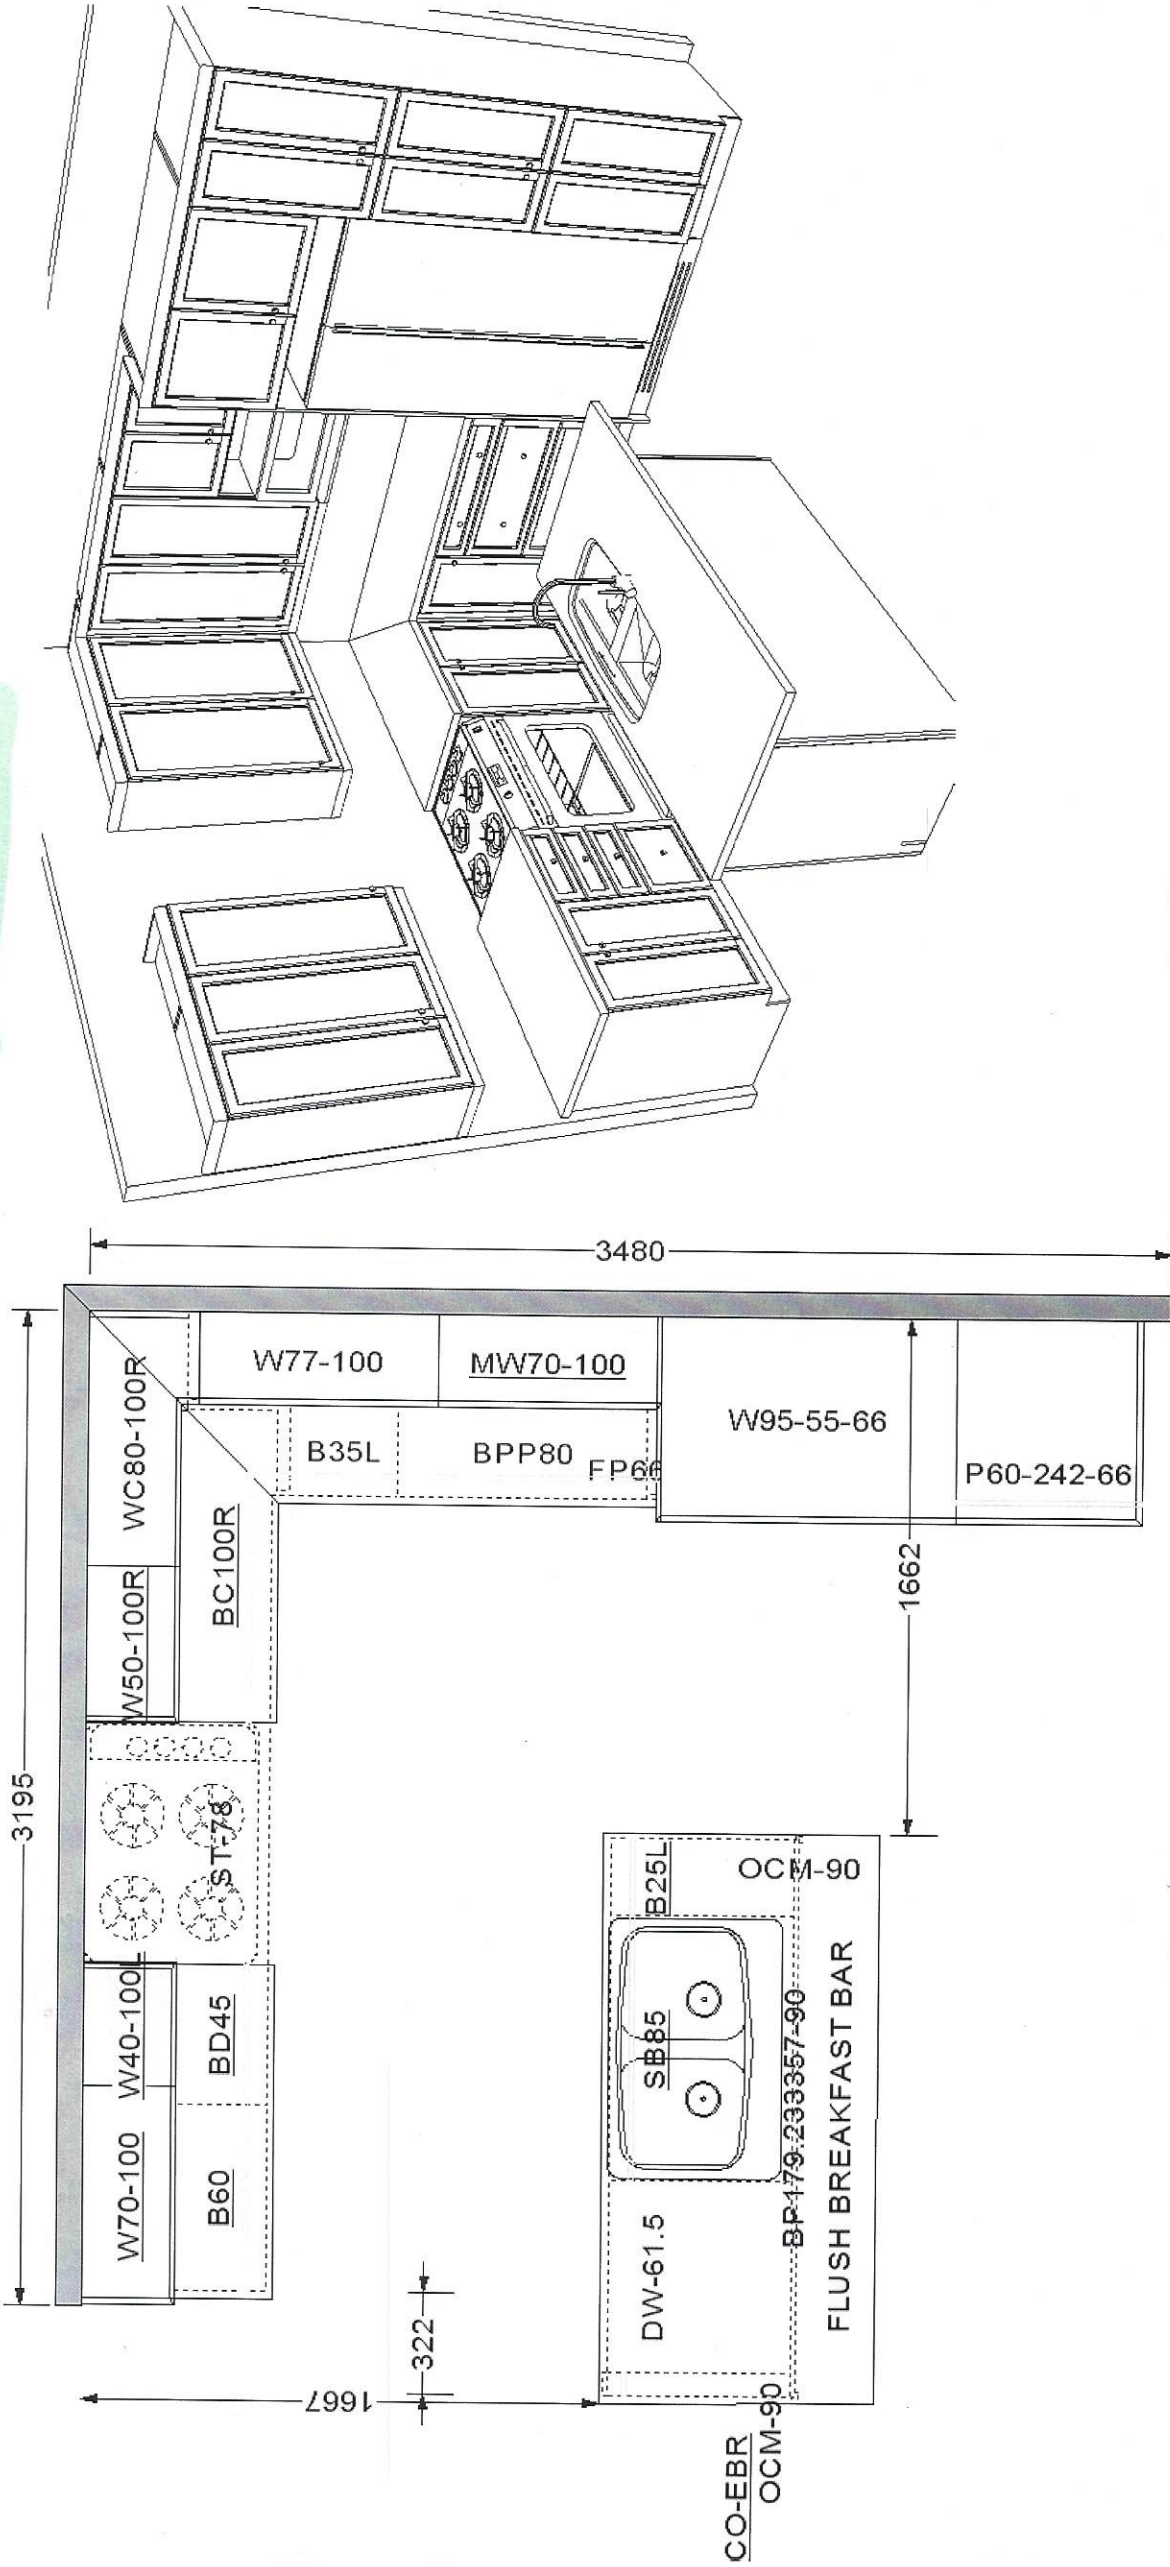 3195
3480
W70-100
W40-100L
W50-100R
WC80-100R
B60
BD45
ST-78
BC100R
W77-100
MW70-100
B35L
BPP80
FP66
W95-55-66
P60-242-66
1662
322
1667
B25L
OCM-90
SB85
DW-61.5
BP179.233357-90
FLUSH BREAKFAST BAR
CO-EBR
OCM-90